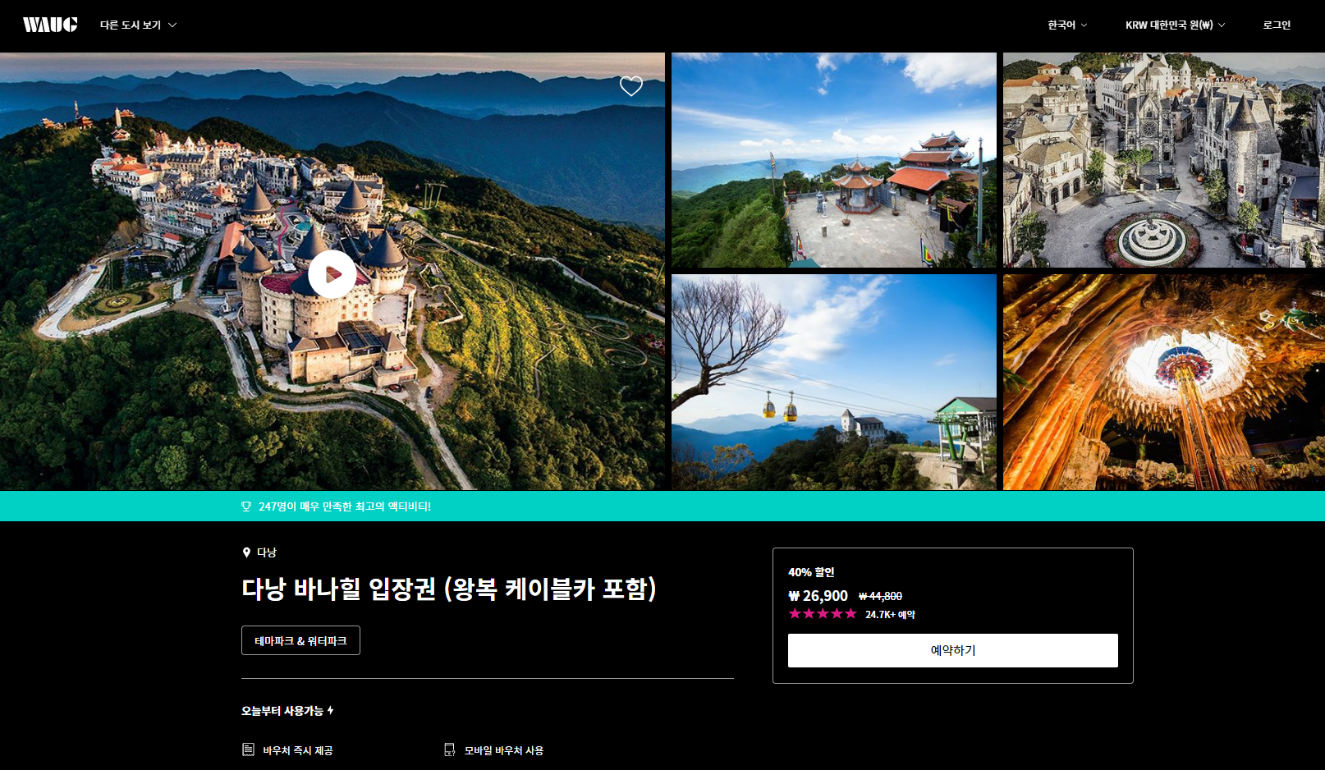 WAUG 다른 도시 보기 한국어 KRW 대한민국 원(₩) 로그인
247명이 매우 만족한 최고의 액티비티!
다낭
다낭 바나힐 입장권 (왕복 케이블카 포함)
테마파크 & 워터파크
40% 할인
₩ 26,900 ₩ 44,800
24.7K+ 예약
예약하기
오늘부터 사용가능
바우처 즉시 제공 모바일 바우처 사용